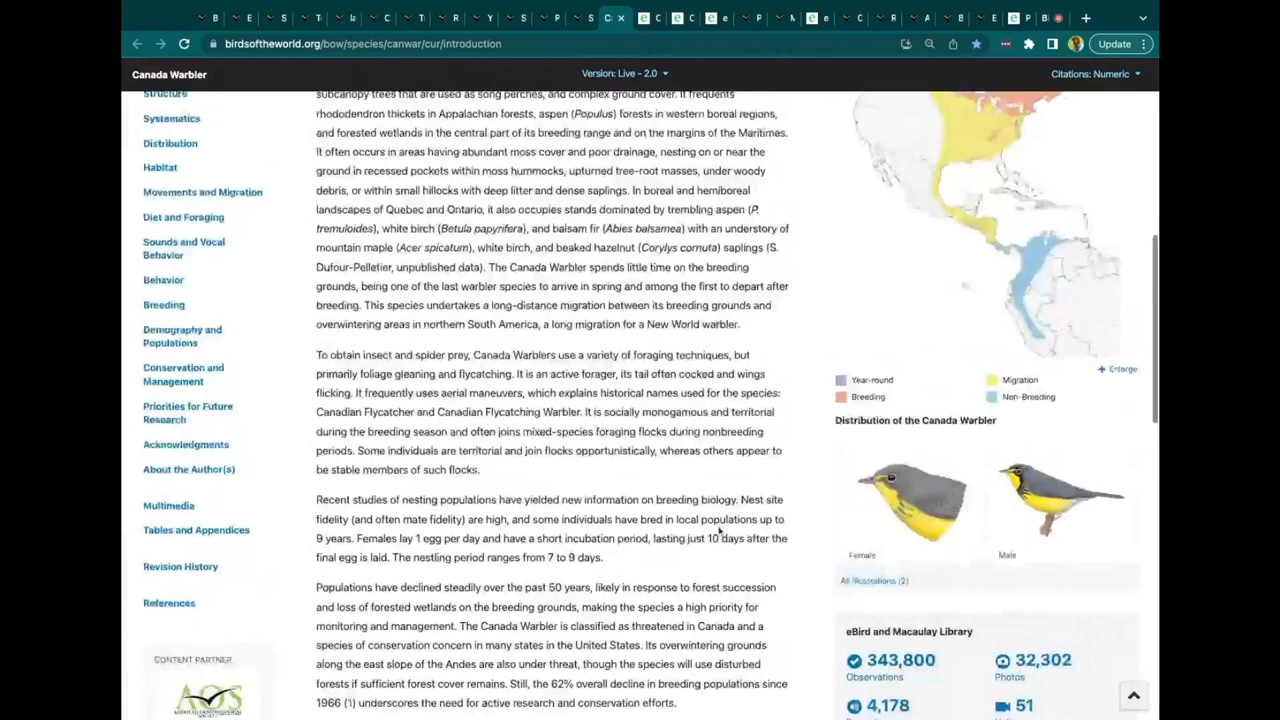 B E S T la C T R Y S P S C e C C e P M e C R A B E P Bi
birdsoftheworld.org/bow/species/canwar/cur/introduction
Update
Canada Warbler
Version: Live - 2.0
Citations: Numeric
Structure
Systematics
Distribution
Habitat
Movements and Migration
Diet and Foraging
Sounds and Vocal
Behavior
Behavior
Breeding
Demography and
Populations
Conservation and
Management
Priorities for Future
Research
Acknowledgments
About the Author(s)
Multimedia
Tables and Appendices
Revision History
References
CONTENT PARTNER
AOS
subcanopy trees that are used as song perches, and complex ground cover. It frequents
rhododendron thickets in Appalachian forests, aspen (Populus) forests in western boreal regions,
and forested wetlands in the central part of its breeding range and on the margins of the Maritimes.
It often occurs in areas having abundant moss cover and poor drainage, nesting on or near the
ground in recessed pockets within moss hummocks, upturned tree-root masses, under woody
debris, or within small hillocks with deep litter and dense saplings. In boreal and hemiboreal
landscapes of Quebec and Ontario, it also occupies stands dominated by trembling aspen (P.
tremuloides), white birch (Betula papyrifera), and balsam fir (Abies balsamea) with an understory of
mountain maple (Acer spicatum), white birch, and beaked hazelnut (Corylus cornuta) saplings (S.
Dufour-Pelletier, unpublished data). The Canada Warbler spends little time on the breeding
grounds, being one of the last warbler species to arrive in spring and among the first to depart after
breeding. This species undertakes a long-distance migration between its breeding grounds and
overwintering areas in northern South America, a long migration for a New World warbler.
To obtain insect and spider prey, Canada Warblers use a variety of foraging techniques, but
primarily foliage gleaning and flycatching. It is an active forager, its tail often cocked and wings
flicking. It frequently uses aerial maneuvers, which explains historical names used for the species:
Canadian Flycatcher and Canadian Flycatching Warbler. It is socially monogamous and territorial
during the breeding season and often joins mixed-species foraging flocks during nonbreeding
periods. Some individuals are territorial and join flocks opportunistically, whereas others appear to
be stable members of such flocks.
Recent studies of nesting populations have yielded new information on breeding biology. Nest site
fidelity (and often mate fidelity) are high, and some individuals have bred in local populations up to
9 years. Females lay 1 egg per day and have a short incubation period, lasting just 10 days after the
final egg is laid. The nestling period ranges from 7 to 9 days.
Populations have declined steadily over the past 50 years, likely in response to forest succession
and loss of forested wetlands on the breeding grounds, making the species a high priority for
monitoring and management. The Canada Warbler is classified as threatened in Canada and a
species of conservation concern in many states in the United States. Its overwintering grounds
along the east slope of the Andes are also under threat, though the species will use disturbed
forests if sufficient forest cover remains. Still, the 62% overall decline in breeding populations since
1966 (1) underscores the need for active research and conservation efforts.
Enlarge
Year-round
Migration
Breeding
Non-Breeding
Distribution of the Canada Warbler
Female
Male
All Illustrations (2)
eBird and Macaulay Library
343,800
32,302
Observations
Photos
4,178
51